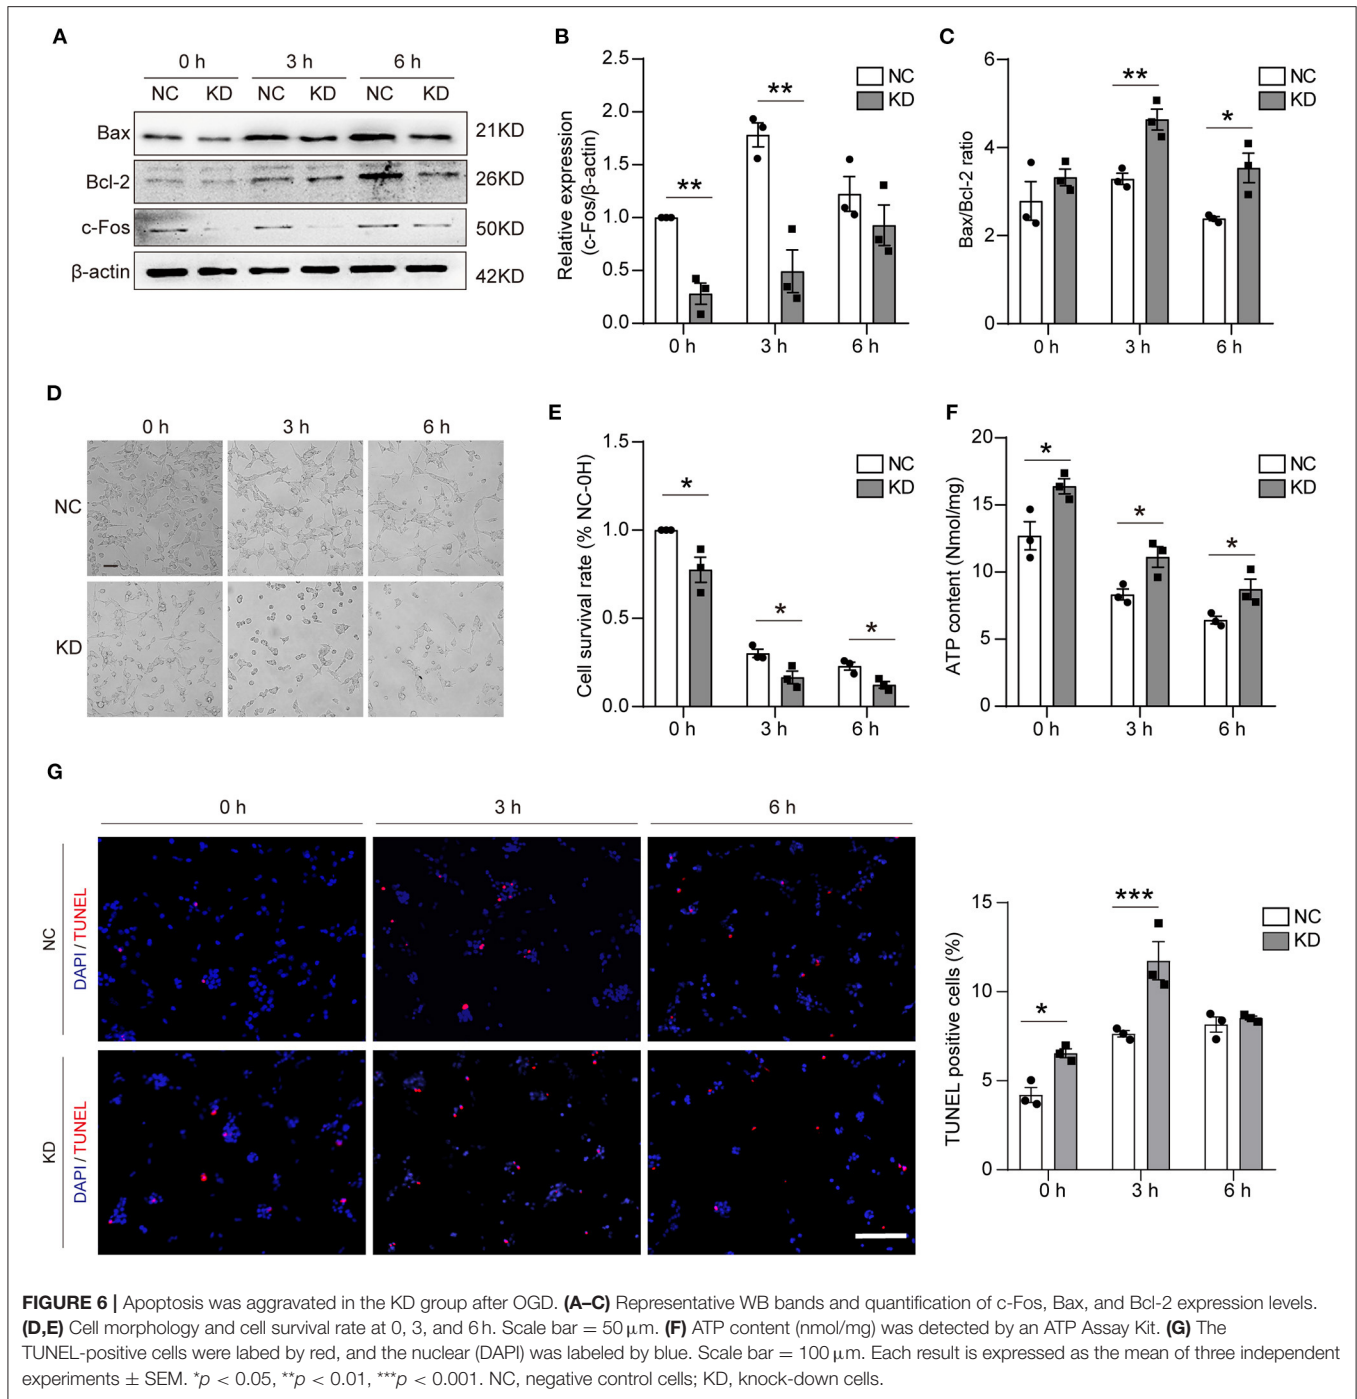 A
0 h 3 h 6 h
NC KD NC KD NC KD
Bax 21KD
Bcl-2 26KD
c-Fos 50KD
β-actin 42KD
B
Relative expression
(c-Fos/β-actin)
2.5
2.0
1.5
1.0
0.5
0.0
** **
NC
KD
0 h 3 h 6 h
C
Bax/Bcl-2 ratio
6
4
2
0
** *
NC
KD
0 h 3 h 6 h
D
0 h 3 h 6 h
NC
KD
E
Cell survival rate (% NC-0H)
1.5
1.0
0.5
0.0
* * *
NC
KD
0 h 3 h 6 h
F
ATP content (Nmol/mg)
20
15
10
5
0
* * *
NC
KD
0 h 3 h 6 h
G
0 h 3 h 6 h
NC
DAPI / TUNEL
KD
DAPI / TUNEL
TUNEL positive cells (%)
15
10
5
0
* ***
NC
KD
0 h 3 h 6 h
FIGURE 6 | Apoptosis was aggravated in the KD group after OGD. (A–C) Representative WB bands and quantification of c-Fos, Bax, and Bcl-2 expression levels.
(D,E) Cell morphology and cell survival rate at 0, 3, and 6 h. Scale bar = 50 μm. (F) ATP content (nmol/mg) was detected by an ATP Assay Kit. (G) The
TUNEL-positive cells were labed by red, and the nuclear (DAPI) was labeled by blue. Scale bar = 100 μm. Each result is expressed as the mean of three independent
experiments ± SEM. *p < 0.05, **p < 0.01, ***p < 0.001. NC, negative control cells; KD, knock-down cells.